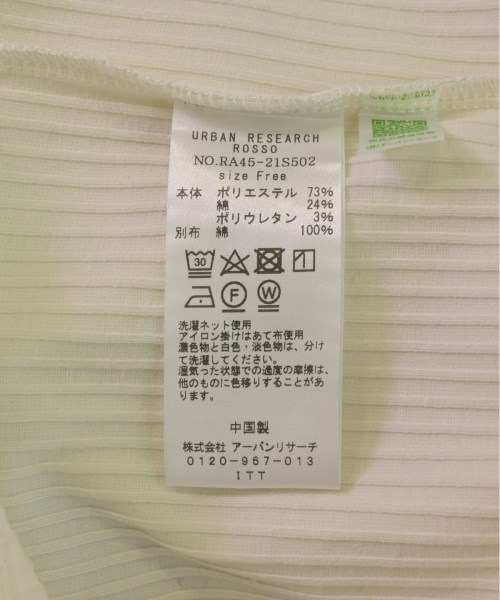 URBAN RESEARCH
ROSSO
NO.RA45-21S502
size Free
本体 ポリエステル 73%
綿 24%
ポリウレタン 3%
別布 綿 100%
30
F W
洗濯ネット使用
アイロン掛けはあて布使用
濃色物と白色・淡色物は、分け
て洗濯してください。
湿気った状態での過度の摩擦は、
他のものに色移りすることがあ
ります。
中国製
株式会社 アーバンリサーチ
0120-967-013
ITT